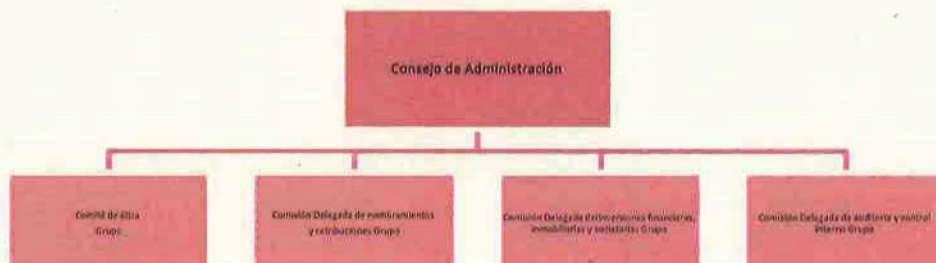 Consejo de Administración
Comité de ética
Grupo
Comisión Delegada de nombramientos
y retribuciones Grupo
Comisión Delegada de inversiones financieras,
inmobiliarias y societarias Grupo
Comisión Delegada de auditoría y control
interno Grupo